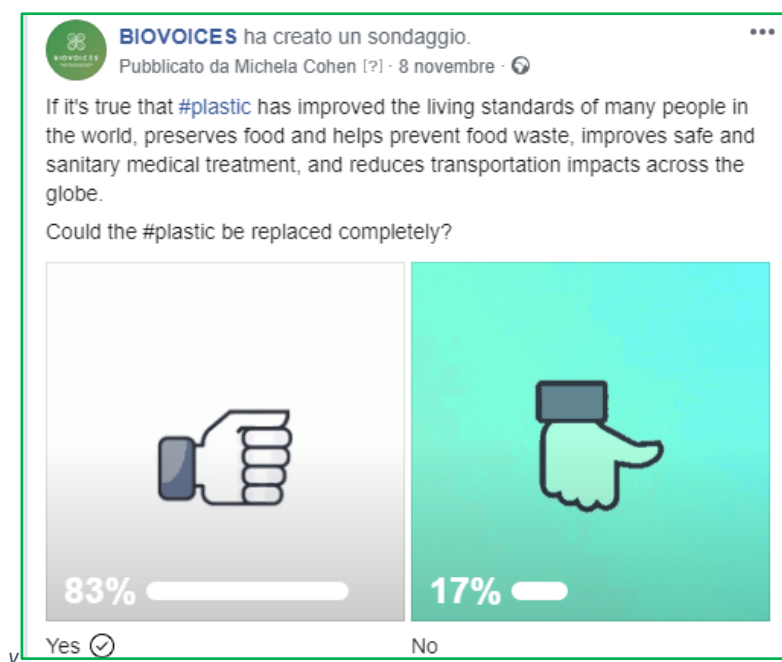 BIOVOICES ha creato un sondaggio.
Pubblicato da Michela Cohen [?] · 8 novembre ·
If it's true that #plastic has improved the living standards of many people in
the world, preserves food and helps prevent food waste, improves safe and
sanitary medical treatment, and reduces transportation impacts across the
globe.
Could the #plastic be replaced completely?
83%
17%
Yes
No
v